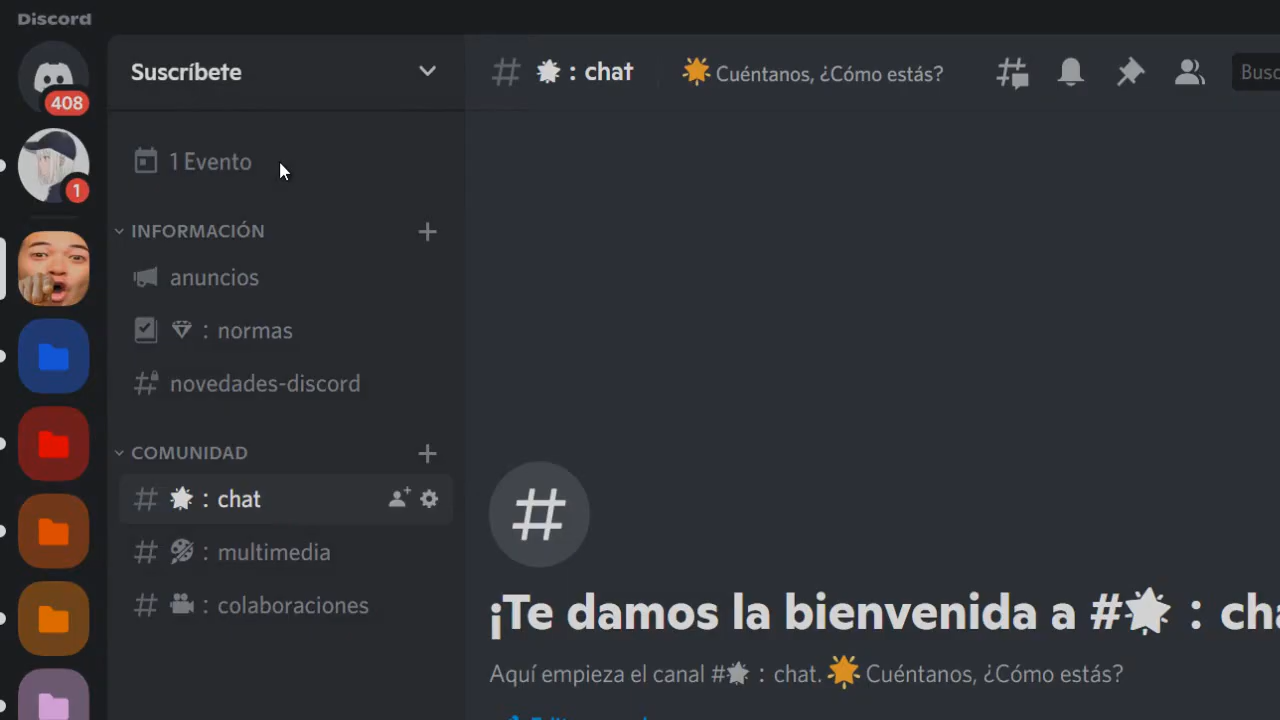 Discord
408
1
Suscríbete
1 Evento
INFORMACIÓN
anuncios
: normas
novedades-discord
COMUNIDAD
: chat
: multimedia
: colaboraciones
# : chat
Cuéntanos, ¿Cómo estás?
¡Te damos la bienvenida a # :
Aquí empieza el canal # : chat. Cuéntanos, ¿Cómo estás?